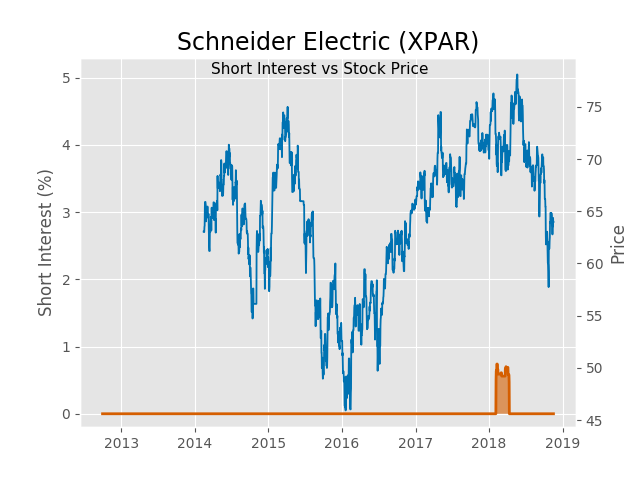 Schneider Electric (XPAR)
Short Interest vs Stock Price
Short Interest (%)
5
4
3
2
1
0
75
70
65
60
55
50
45
Price
2013 2014 2015 2016 2017 2018 2019